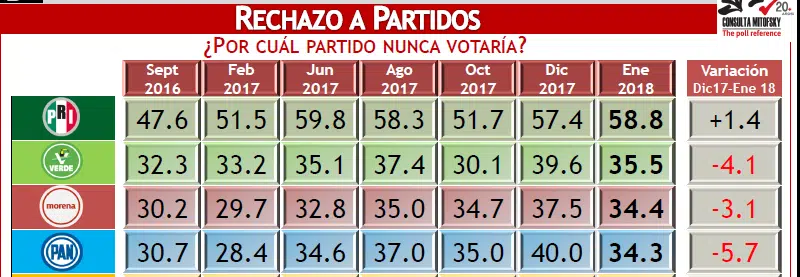 RECHAZO A PARTIDOS
20
CONSULTA MITOFSKY
The poll reference
¿POR CUÁL PARTIDO NUNCA VOTARÍA?
Sept 2016 Feb 2017 Jun 2017 Ago 2017 Oct 2017 Dic 2017 Ene 2018 Variación Dic17-Ene 18
PRI 47.6 51.5 59.8 58.3 51.7 57.4 58.8 +1.4
VERDE 32.3 33.2 35.1 37.4 30.1 39.6 35.5 -4.1
morena 30.2 29.7 32.8 35.0 34.7 37.5 34.4 -3.1
PAN 30.7 28.4 34.6 37.0 35.0 40.0 34.3 -5.7